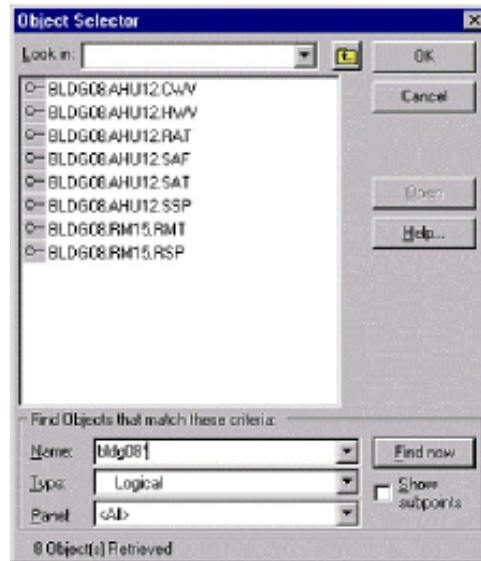 Object Selector
Look in:
OK
Cancel
Open
Help...
BLDG08.AHU12.CWV
BLDG08.AHU12.HWV
BLDG08.AHU12.RAT
BLDG08.AHU12.SAF
BLDG08.AHU12.SAT
BLDG08.AHU12.SSP
BLDG08.RM15.RMT
BLDG08.RM15.RSP
Find Objects that match these criteria:
Name: bldg08*
Find now
Type: Logical
Show subpoints
Panel: <All>
8 Object(s) Retrieved